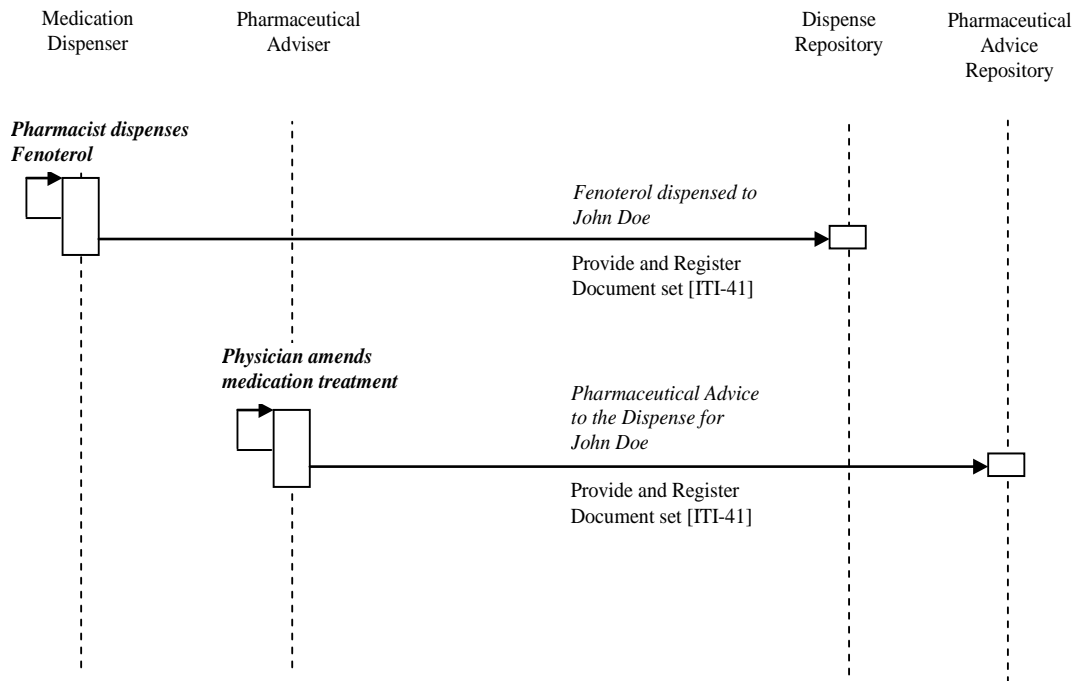 Medication
Dispenser
Pharmaceutical
Adviser
Dispense
Repository
Pharmaceutical
Advice
Repository
Pharmacist dispenses
Fenoterol
Fenoterol dispensed to
John Doe
Provide and Register
Document set [ITI-41]
Physician amends
medication treatment
Pharmaceutical Advice
to the Dispense for
John Doe
Provide and Register
Document set [ITI-41]